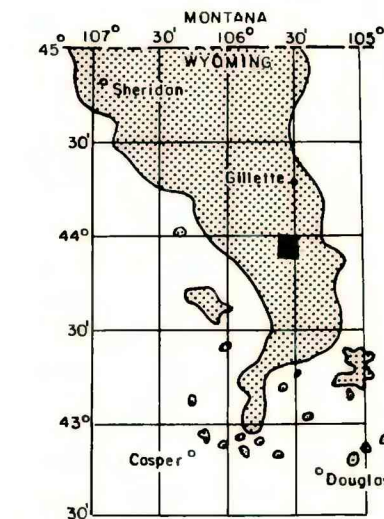 MONTANA
45° 107° 30' 106° 30' 105°
WYOMING
Sheridan
30'
Gillette
44°
30'
43°
Casper
Douglas
30'